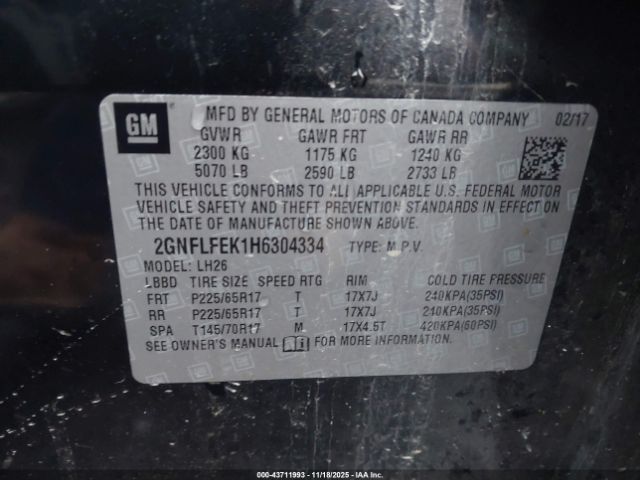 GM
MFD BY GENERAL MOTORS OF CANADA COMPANY 02/17
GVWR GAWR FRT GAWR RR
2300 KG 1175 KG 1240 KG
5070 LB 2590 LB 2733 LB
THIS VEHICLE CONFORMS TO ALL APPLICABLE U.S. FEDERAL MOTOR
VEHICLE SAFETY AND THEFT PREVENTION STANDARDS IN EFFECT ON
THE DATE OF MANUFACTURE SHOWN ABOVE.
2GNFLFEK1H6304334 TYPE: M.P.V.
MODEL: LH26
LBBD TIRE SIZE SPEED RTG RIM COLD TIRE PRESSURE
FRT P225/65R17 T 17X7J 240KPA(35PSI)
RR P225/65R17 T 17X7J 240KPA(35PSI)
SPA T145/70R17 M 17X4.5T 420KPA(60PSI)
SEE OWNER'S MANUAL FOR MORE INFORMATION.
000-43711993 - 11/18/2025 - IAAI.COM